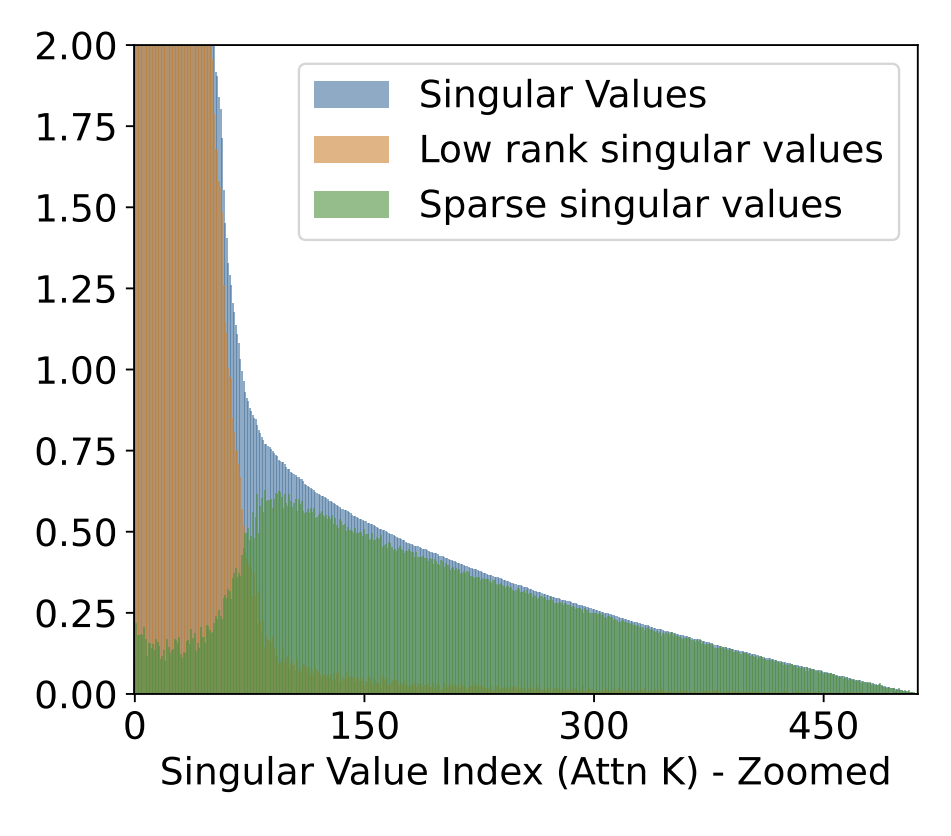 2.00
1.75
1.50
1.25
1.00
0.75
0.50
0.25
0.00
Singular Values
Low rank singular values
Sparse singular values
0 150 300 450
Singular Value Index (Attn K) - Zoomed